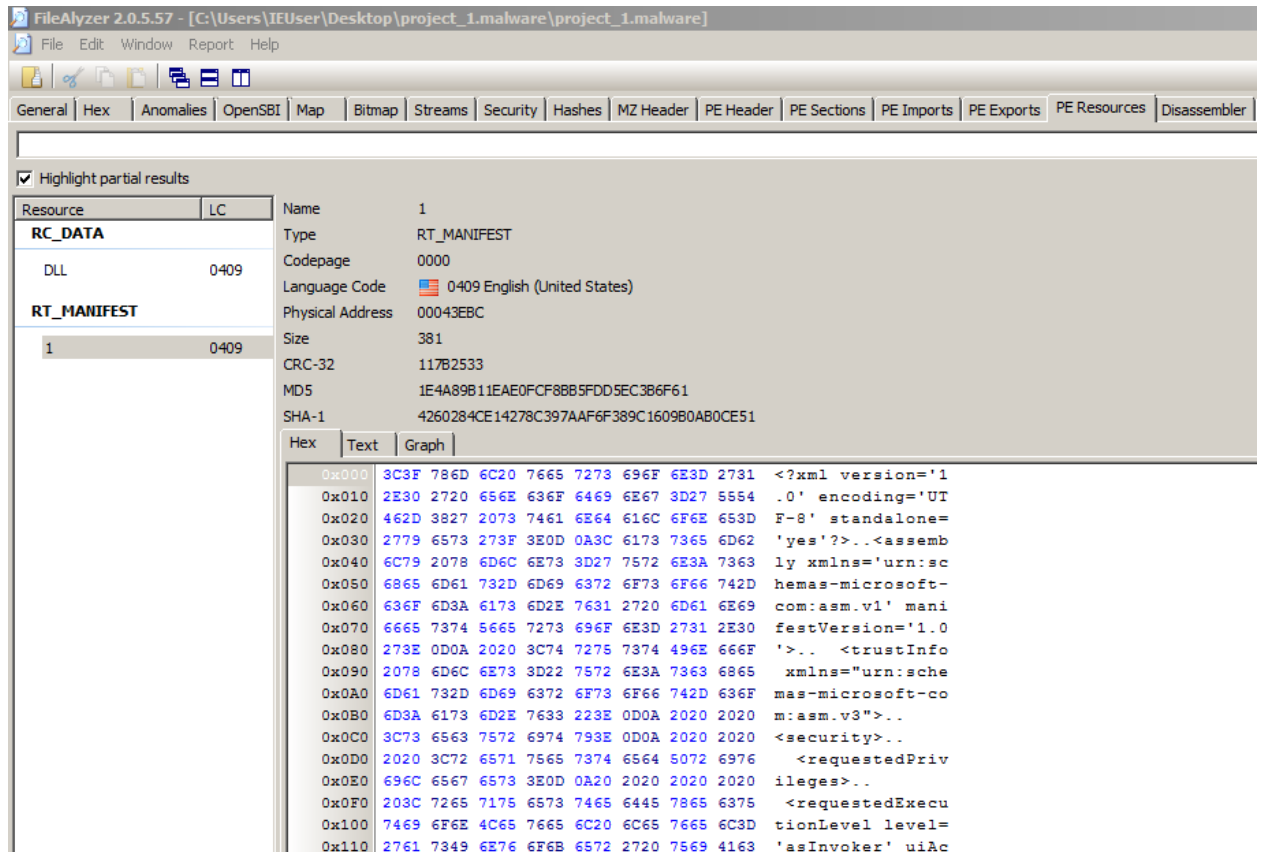 FileAlyzer 2.0.5.57 - [C:\Users\IEUser\Desktop\project_1.malware\project_1.malware]
File Edit Window Report Help
General Hex Anomalies OpenSBI Map Bitmap Streams Security Hashes MZ Header PE Header PE Sections PE Imports PE Exports PE Resources Disassembler
Highlight partial results
Resource LC
RC_DATA
DLL 0409
RT_MANIFEST
1 0409
Name 1
Type RT_MANIFEST
Codepage 0000
Language Code 0409 English (United States)
Physical Address 00043EBC
Size 381
CRC-32 117B2533
MD5 1E4A89B11EAE0FCF8BB5FDD5EC3B6F61
SHA-1 4260284CE14278C397AAF6F389C1609B0AB0CE51
Hex Text Graph
0x000 3C3F 786D 6C20 7665 7273 696F 6E3D 2731 <?xml version='1
0x010 2E30 2720 656E 636F 6469 6E67 3D27 5554 .0' encoding='UT
0x020 462D 3827 2073 7461 6E64 616C 6F6E 653D F-8' standalone=
0x030 2779 6573 273F 3E0D 0A3C 6173 7365 6D62 'yes'?>..<assemb
0x040 6C79 2078 6D6C 6E73 3D27 7572 6E3A 7363 ly xmlns='urn:sc
0x050 6865 6D61 732D 6D69 6372 6F73 6F66 742D hemas-microsoft-
0x060 636F 6D3A 6173 6D2E 7631 2720 6D61 6E69 com:asm.v1' mani
0x070 6665 7374 5665 7273 696F 6E3D 2731 2E30 festVersion='1.0
0x080 273E 0D0A 2020 3C74 7275 7374 496E 666F '>..  <trustInfo
0x090 2078 6D6C 6E73 3D22 7572 6E3A 7363 6865  xmlns="urn:sche
0x0A0 6D61 732D 6D69 6372 6F73 6F66 742D 636F mas-microsoft-co
0x0B0 6D3A 6173 6D2E 7633 223E 0D0A 2020 2020 m:asm.v3">..
0x0C0 3C73 6563 7572 6974 793E 0D0A 2020 2020 <security>..
0x0D0 2020 3C72 6571 7565 7374 6564 5072 6976   <requestedPriv
0x0E0 696C 6567 6573 3E0D 0A20 2020 2020 2020 ileges>..
0x0F0 203C 7265 7175 6573 7465 6445 7865 6375  <requestedExecu
0x100 7469 6F6E 4C65 7665 6C20 6C65 7665 6C3D tionLevel level=
0x110 2761 7349 6E76 6F6B 6572 2720 7569 4163 'asInvoker' uiAc